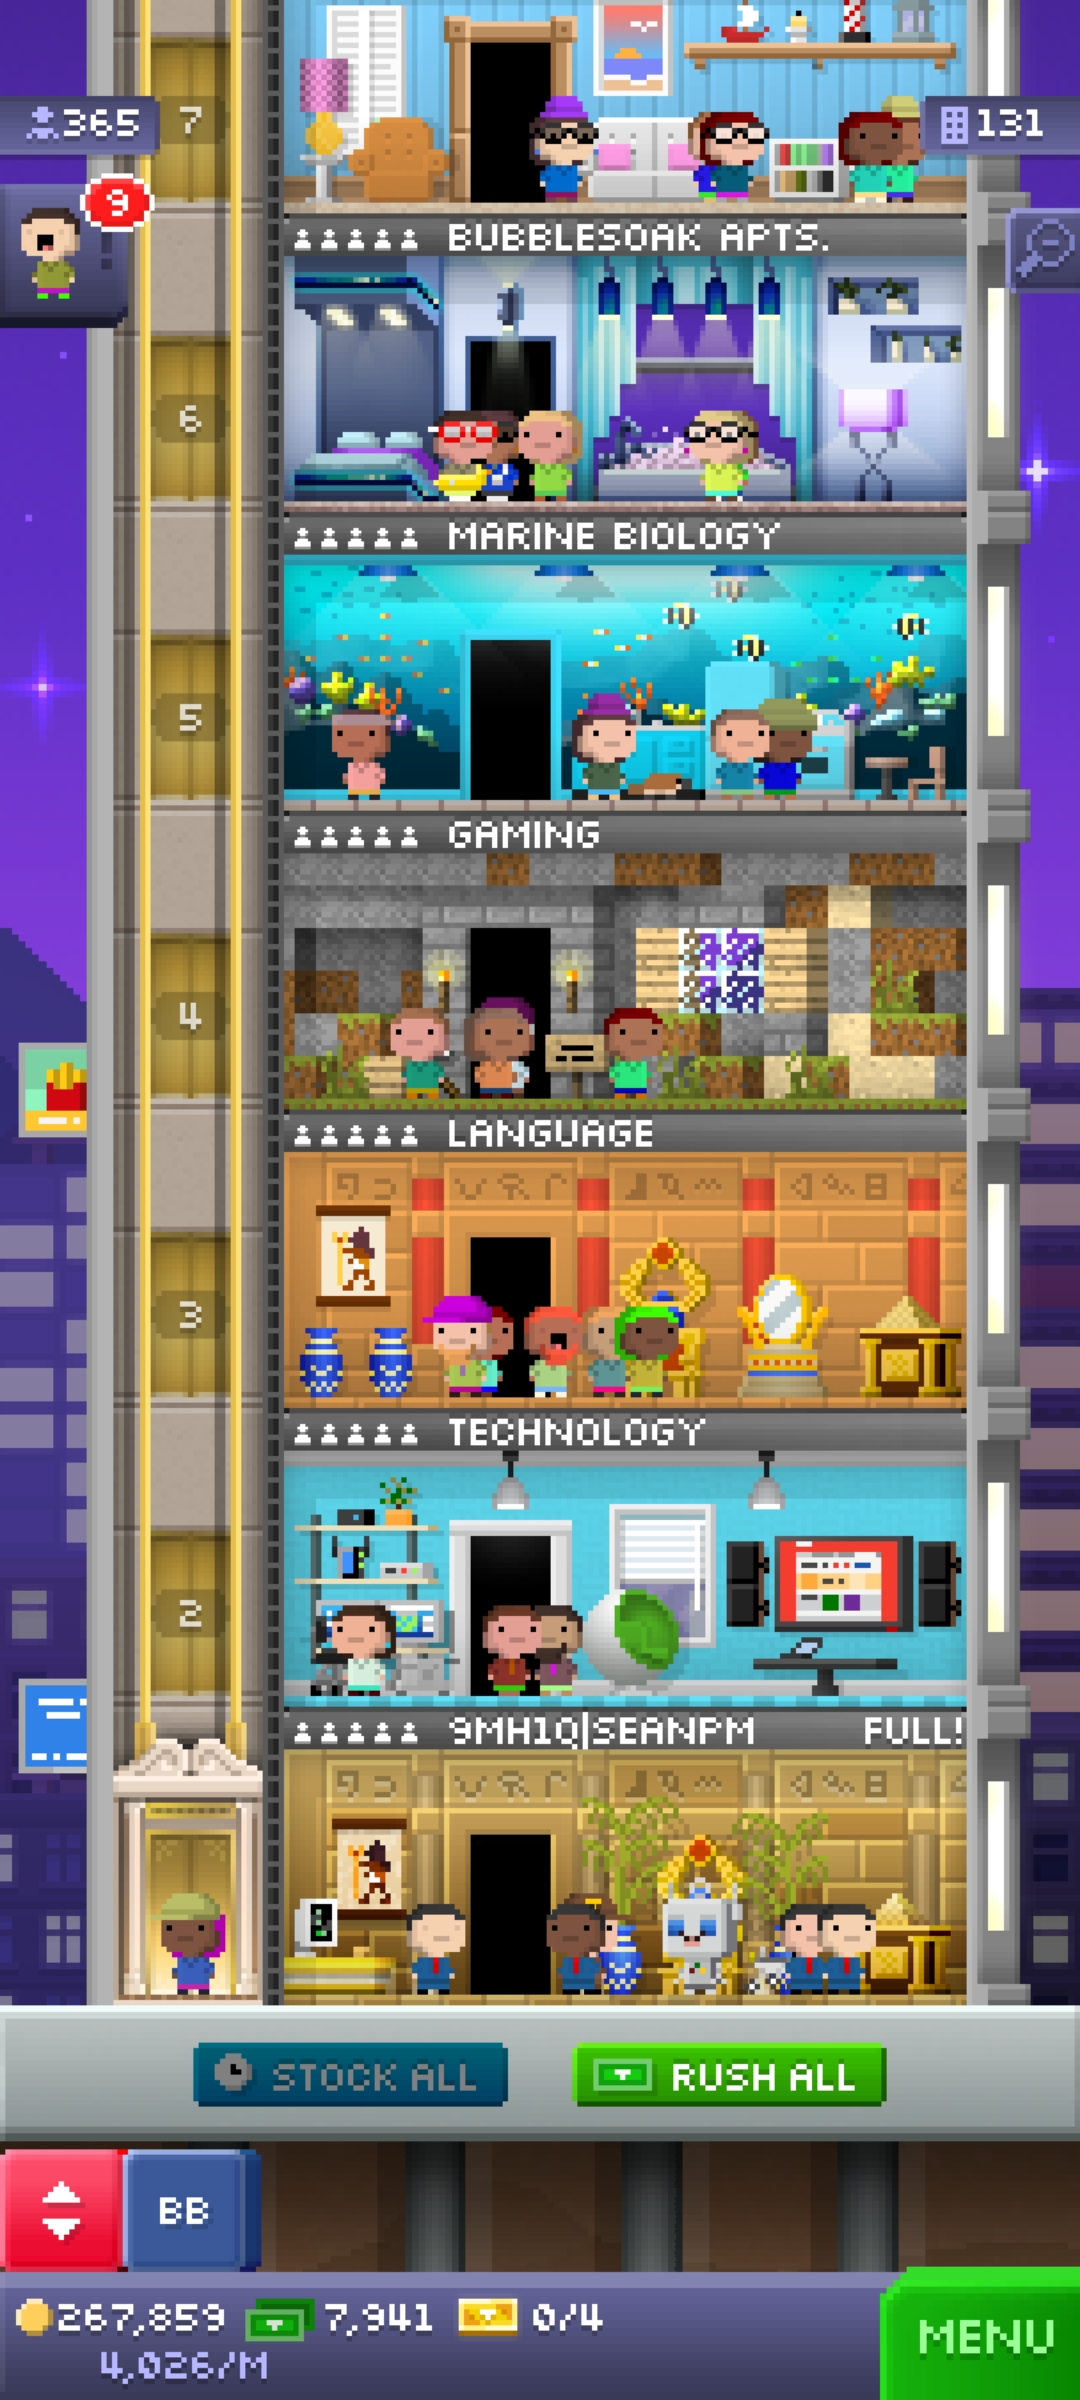 7
365
131
9
BUBBLESOAK APTS.
6
MARINE BIOLOGY
5
GAMING
4
LANGUAGE
3
TECHNOLOGY
2
9MH1Q|SEANPM FULL!
STOCK ALL
RUSH ALL
BB
267,859 7,941 0/4
4,026/M
MENU